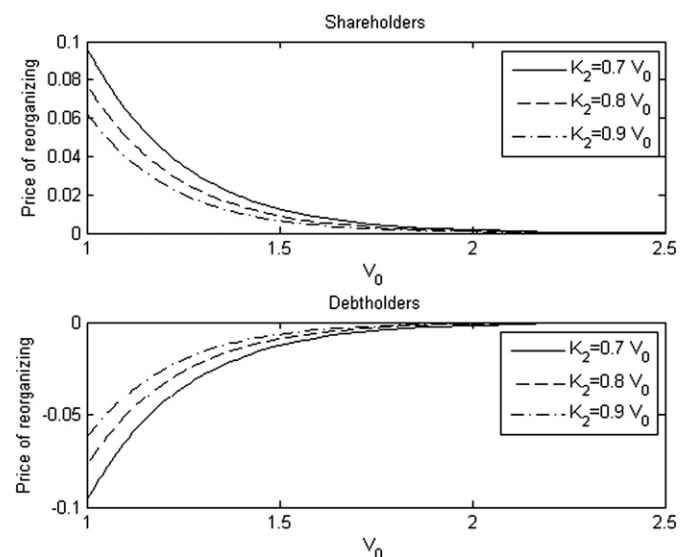 Shareholders
Price of reorganizing
0.1
0.08
0.06
0.04
0.02
0
K2=0.7 V0
K2=0.8 V0
K2=0.9 V0
1 1.5 2 2.5
V0
Debtholders
Price of reorganizing
0
-0.05
-0.1
K2=0.7 V0
K2=0.8 V0
K2=0.9 V0
1 1.5 2 2.5
V0